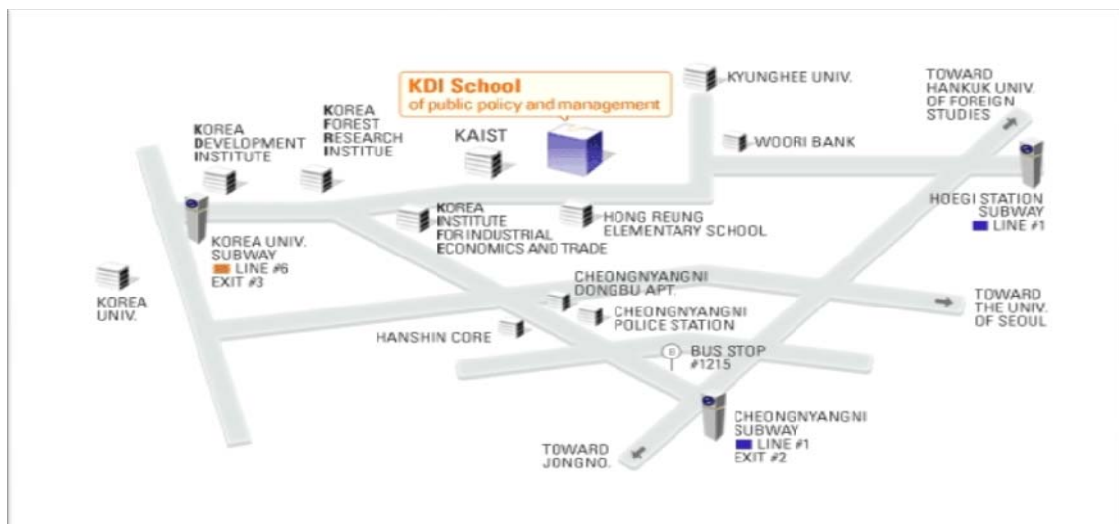 KDI School
of public policy and management
KYUNGHEE UNIV.
TOWARD
HANKUK UNIV.
OF FOREIGN
STUDIES
KOREA
FOREST
RESEARCH
INSTITUE
KOREA
DEVELOPMENT
INSTITUTE
KAIST
WOORI BANK
HOEGI STATION
SUBWAY
LINE #1
KOREA
INSTITUTE
FOR INDUSTRIAL
ECONOMICS AND TRADE
HONG REUNG
ELEMENTARY SCHOOL
KOREA UNIV.
SUBWAY
LINE #6
EXIT #3
KOREA
UNIV.
CHEONGNYANGNI
DONGBU APT.
CHEONGNYANGNI
POLICE STATION
HANSHIN CORE
TOWARD
THE UNIV.
OF SEOUL
B
BUS STOP
#1215
CHEONGNYANGNI
SUBWAY
LINE #1
EXIT #2
TOWARD
JONGNO.